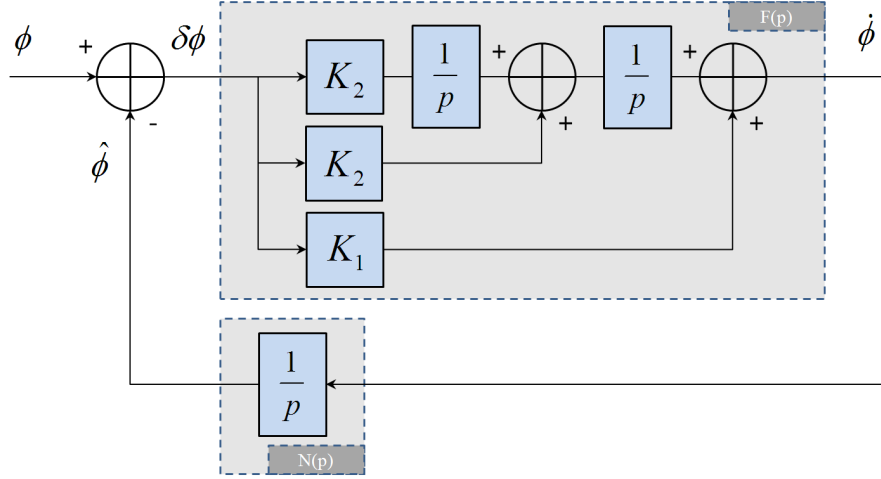 F(p)
ϕ + δϕ K₂ 1/p + 1/p + ϕ̇
- + +
ϕ̂ K₂
K₁
1/p
N(p)